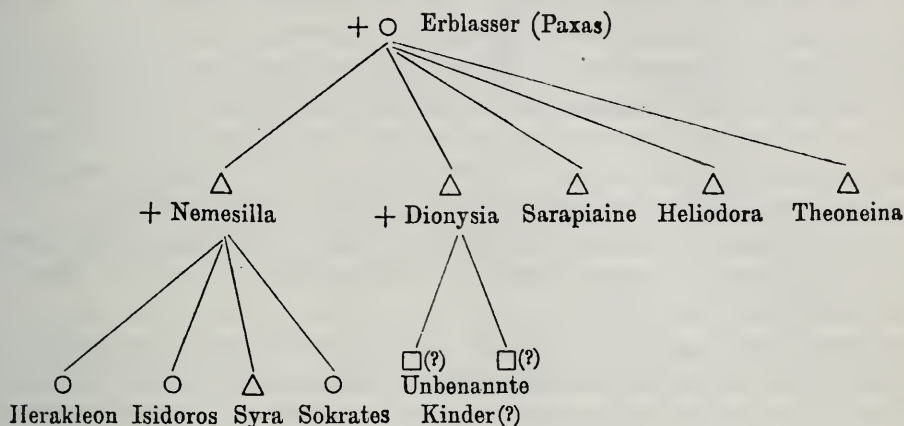 + ○ Erblasser (Paxas)
△ △ △ △ △
+ Nemesilla + Dionysia Sarapiaine Heliodora Theoneina
○ ○ △ ○ □(?) □(?)
Herakleon Isidoros Syra Sokrates Unbenannte
Kinder(?)